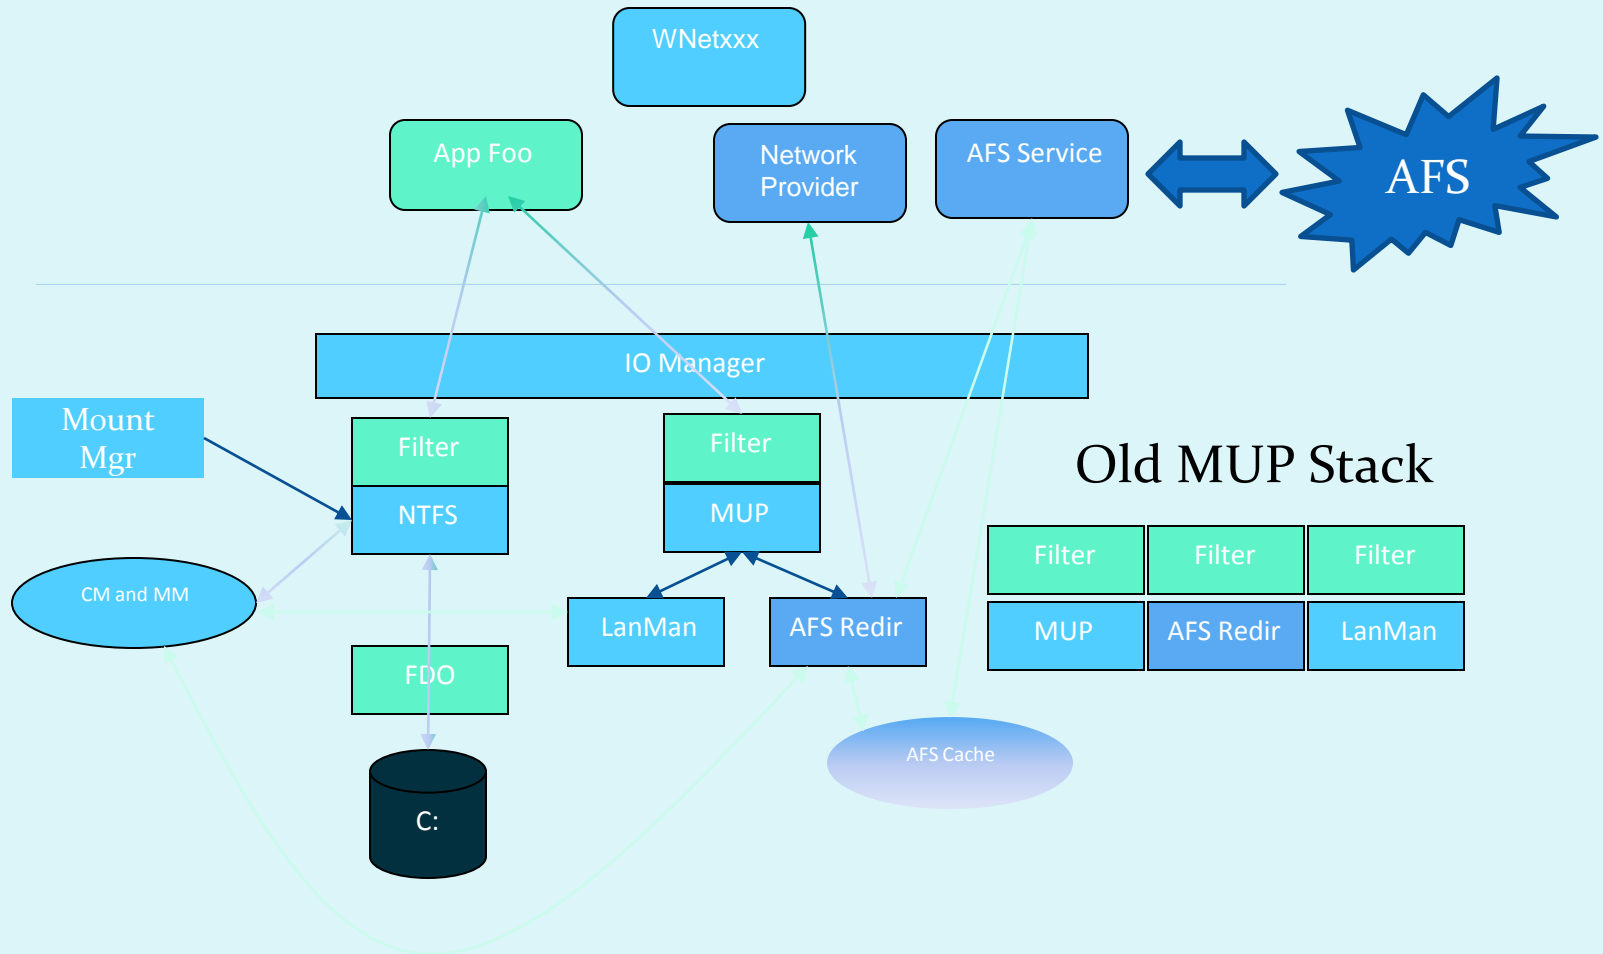 WNetxxx
App Foo
Network
Provider
AFS Service
AFS
IO Manager
Mount
Mgr
Filter
Filter
NTFS
MUP
Old MUP Stack
Filter
Filter
Filter
CM and MM
LanMan
AFS Redir
MUP
AFS Redir
LanMan
FDO
AFS Cache
C: